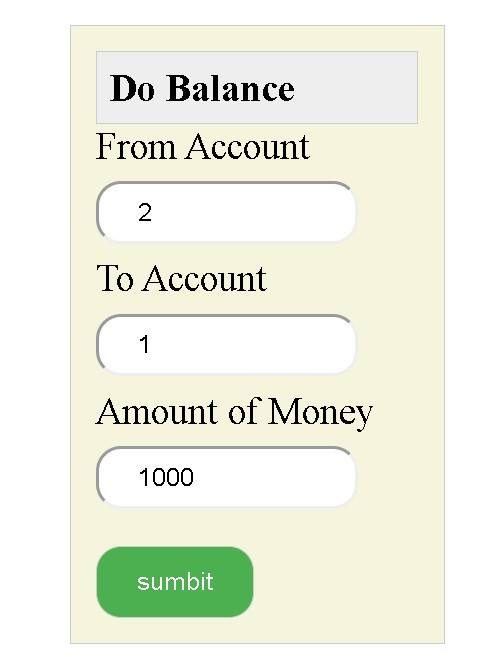 Do Balance
From Account
2
To Account
1
Amount of Money
1000
sumbit